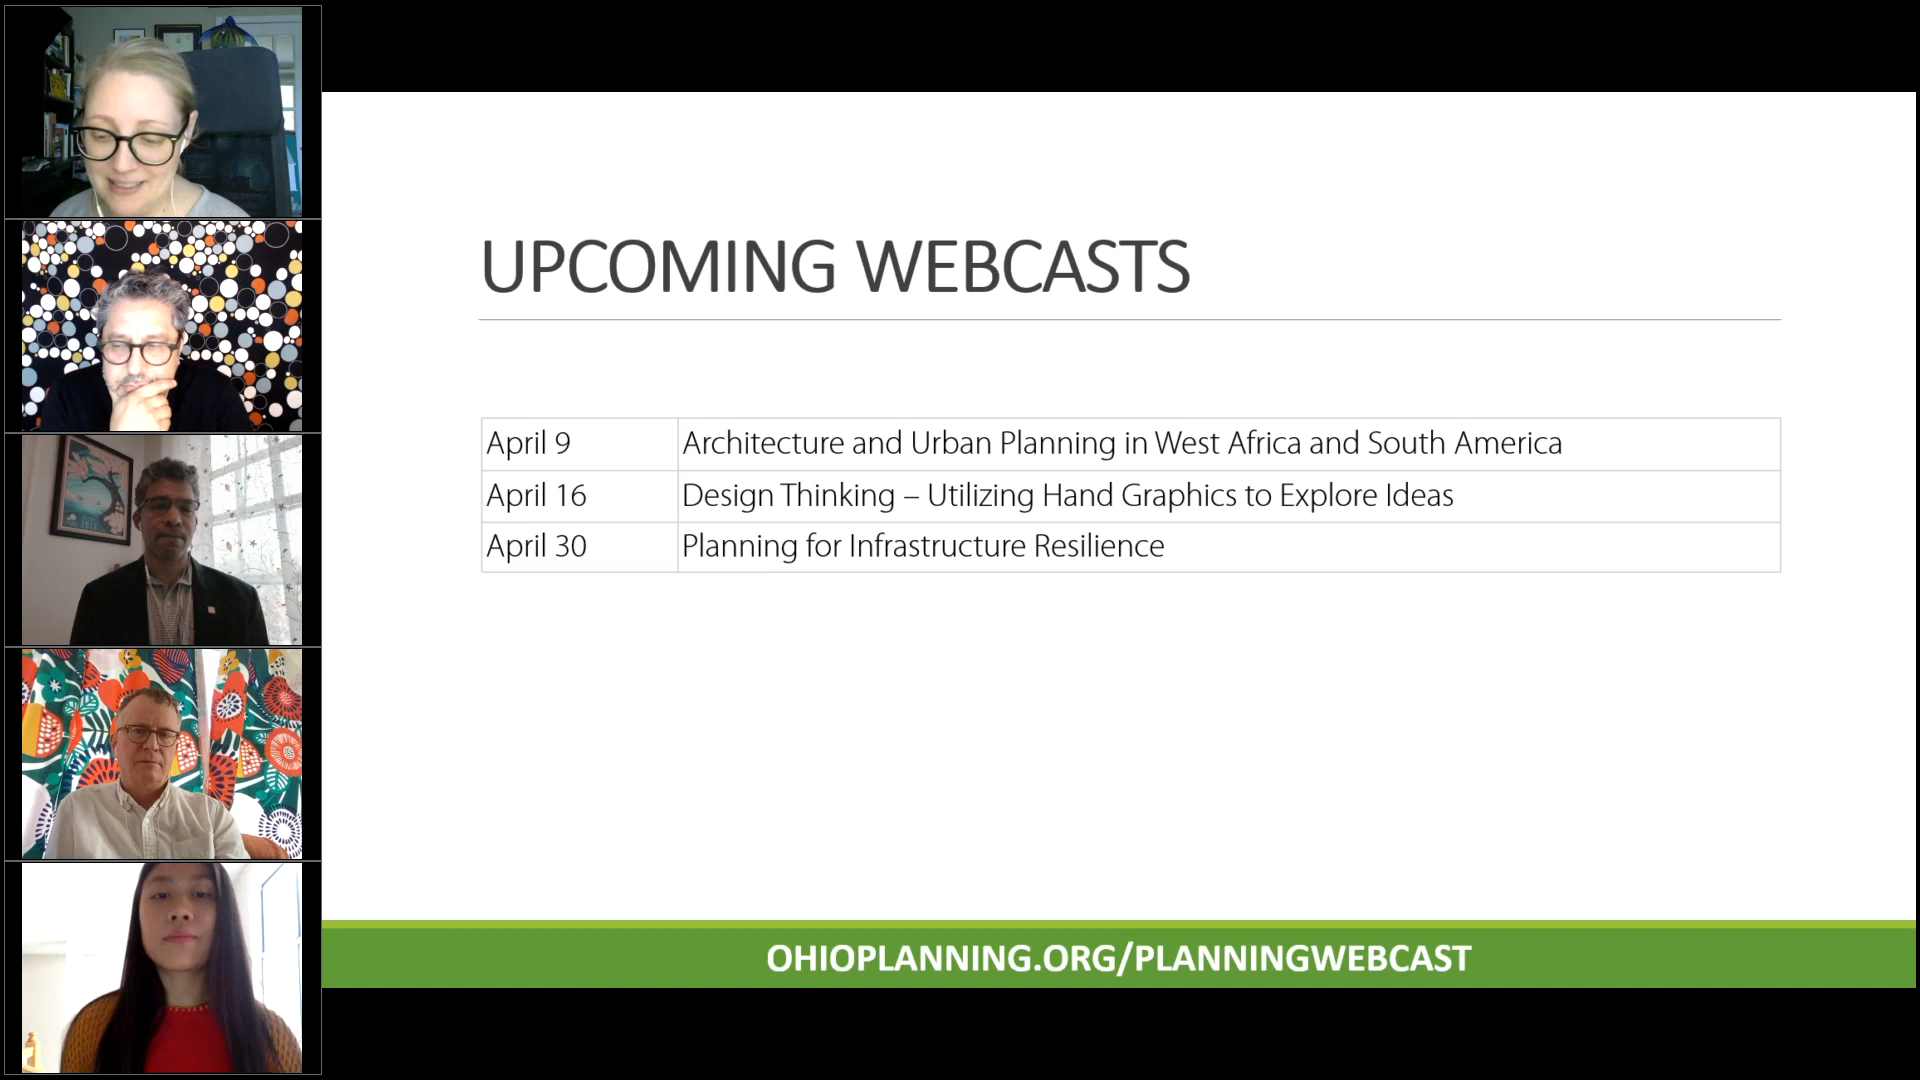 UPCOMING WEBCASTS
April 9 Architecture and Urban Planning in West Africa and South America
April 16 Design Thinking – Utilizing Hand Graphics to Explore Ideas
April 30 Planning for Infrastructure Resilience
OHIOPLANNING.ORG/PLANNINGWEBCAST